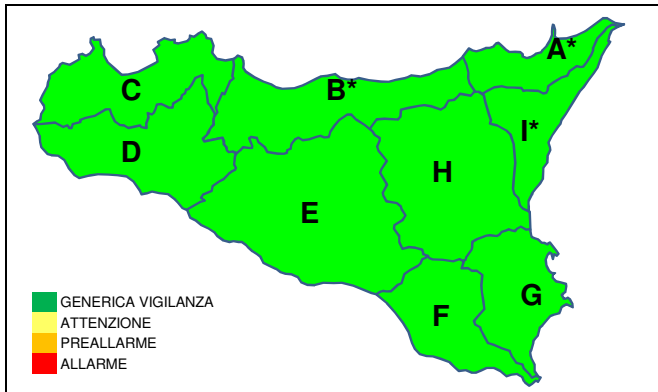 A*
B*
C
I*
D
H
E
G
F
GENERICA VIGILANZA
ATTENZIONE
PREALLARME
ALLARME